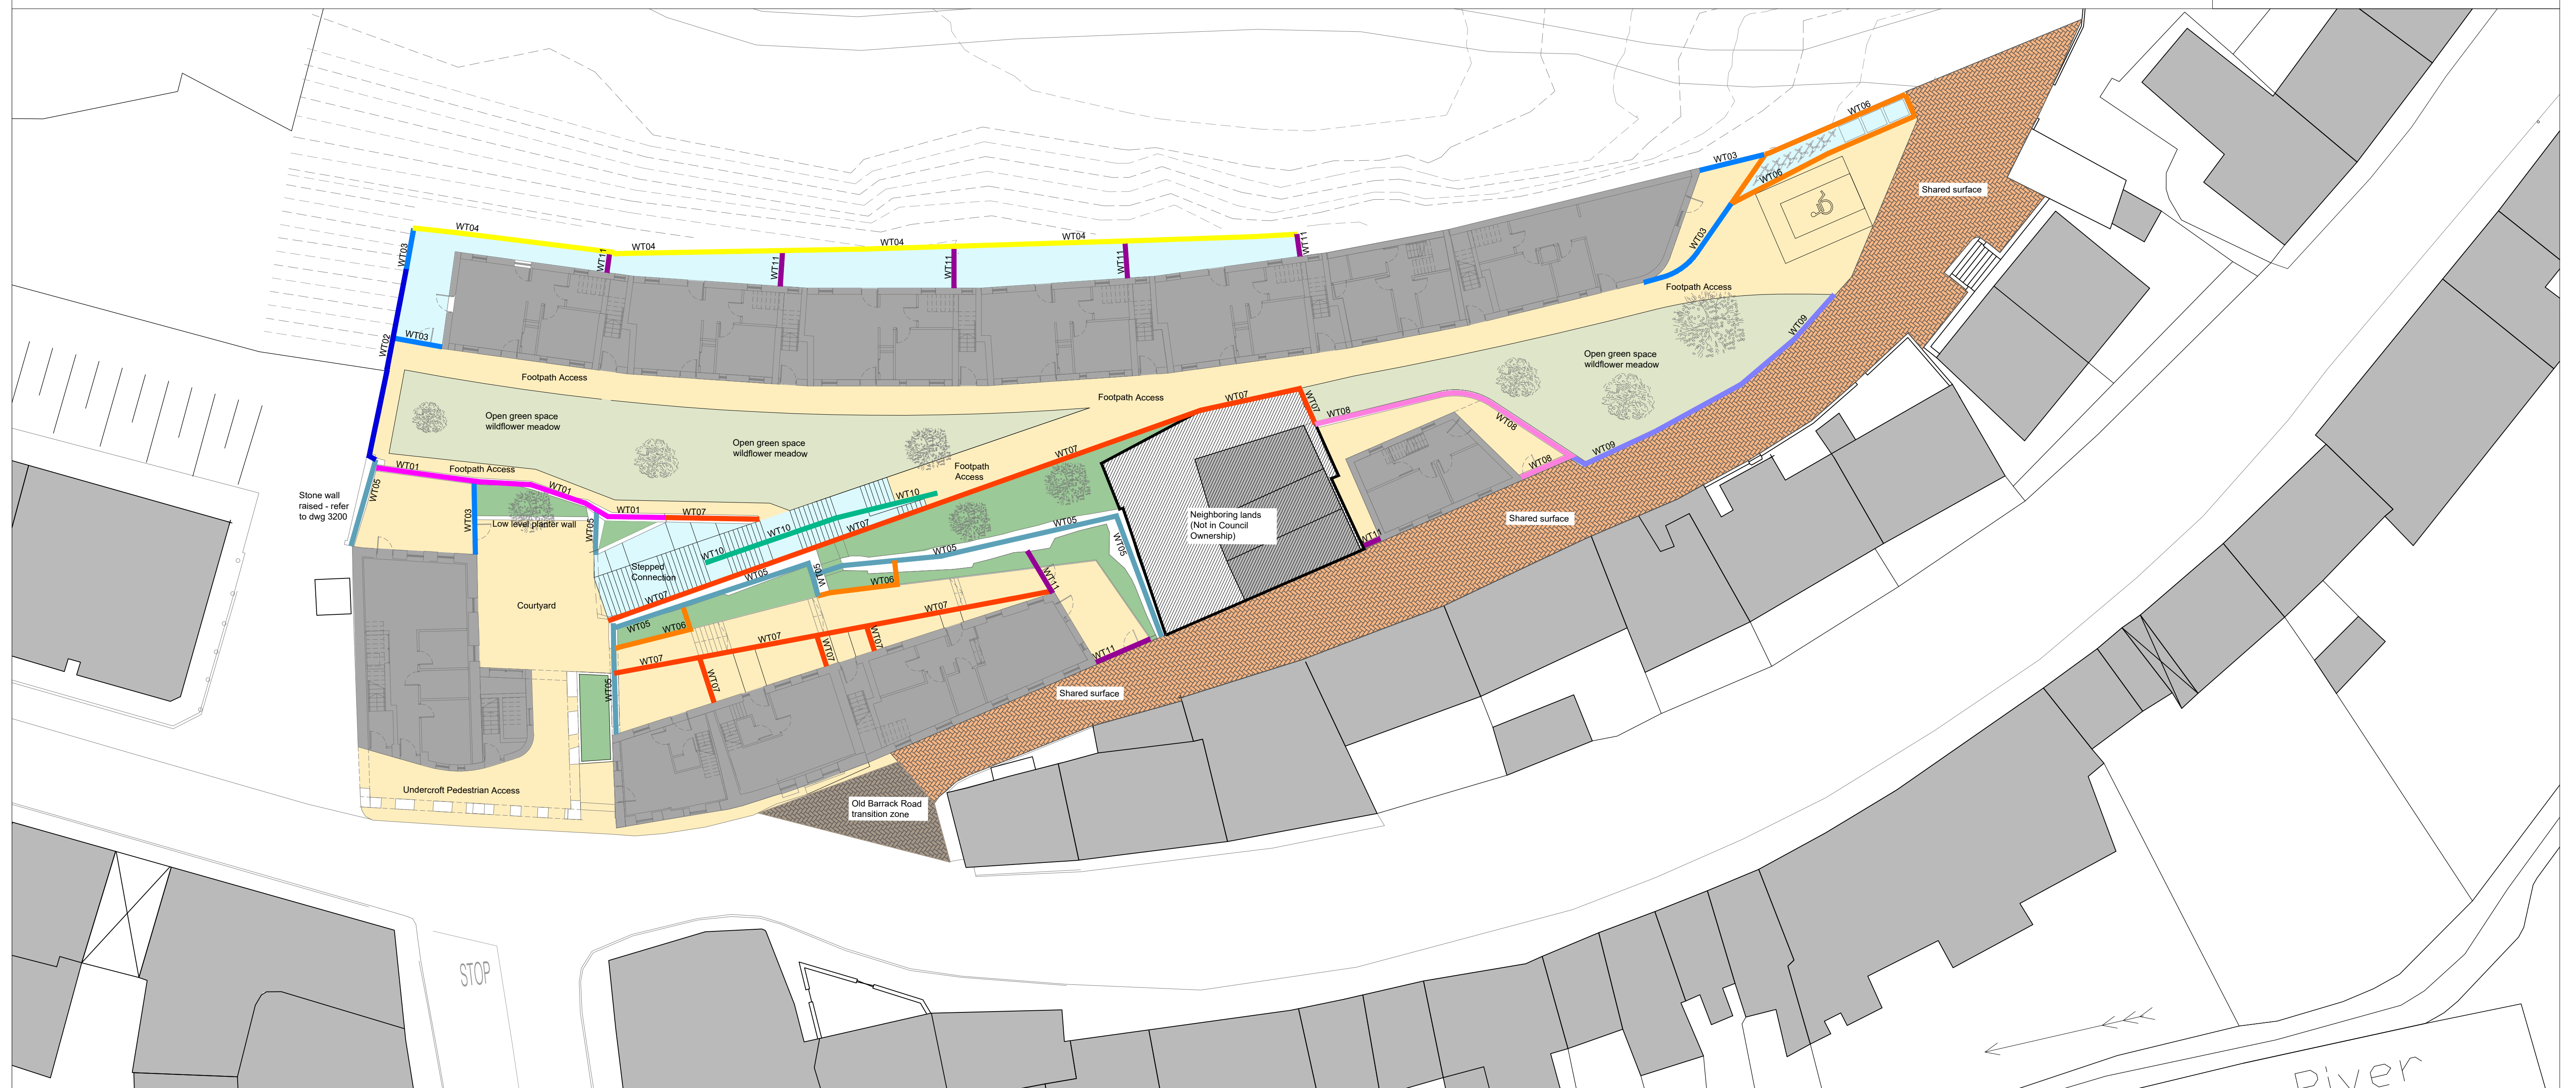 WT06
Shared surface
WT03
WT06
WT04
WT03
WT04
WT04
WT04
WT11
WT11
WT11
WT11
WT11
WT03
Footpath Access
WT03
WT02
WT09
Open green space
wildflower meadow
Footpath Access
Footpath Access
WT07
WT07
WT08
WT08
Open green space
wildflower meadow
Open green space
wildflower meadow
WT07
WT09
WT08
WT01
Footpath Access
Footpath
Access
WT05
WT01
WT10
Stone wall
raised - refer
to dwg 3200
WT03
Low level planter wall
WT01
WT07
WT05
WT10
WT07
WT05
WT05
Neighboring lands
(Not in Council
Ownership)
Shared surface
WT11
WT10
WT05
Stepped
Connection
WT05
WT05
WT06
WT11
WT07
Courtyard
WT05
WT06
WT07
WT07
WT07
WT07
WT07
WT07
WT11
WT05
Shared surface
Undercroft Pedestrian Access
Old Barrack Road
transition zone
STOP
River